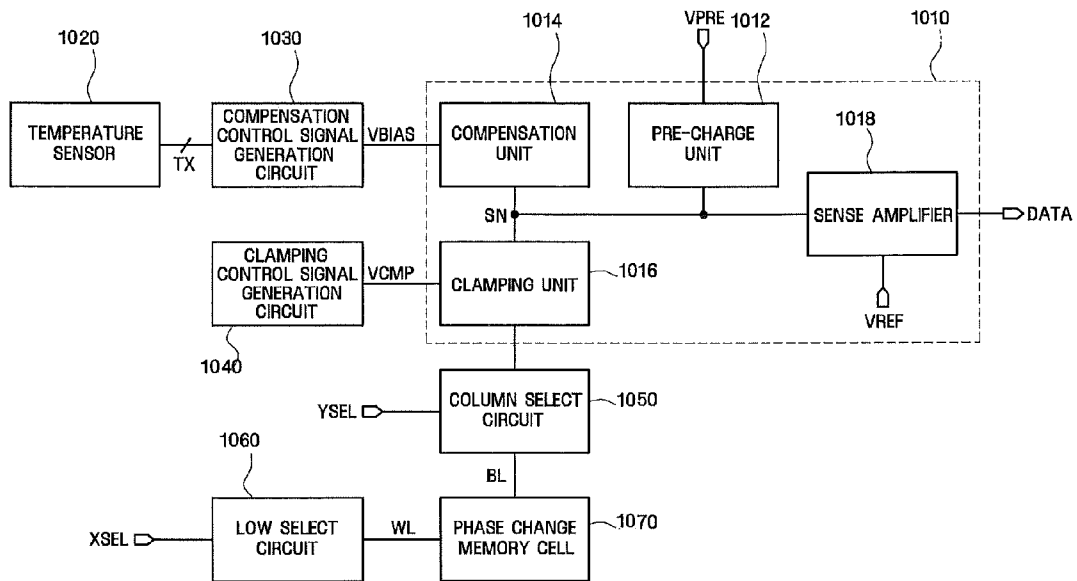 1020
1030
1014
VPRE
1012
1010
TEMPERATURE
SENSOR
TX
COMPENSATION
CONTROL SIGNAL
GENERATION
CIRCUIT
VBIAS
COMPENSATION
UNIT
PRE-CHARGE
UNIT
1018
SENSE AMPLIFIER
DATA
SN
CLAMPING
CONTROL SIGNAL
GENERATION
CIRCUIT
VCMP
CLAMPING UNIT
1016
VREF
1040
YSEL
COLUMN SELECT
CIRCUIT
1050
1060
BL
XSEL
LOW SELECT
CIRCUIT
WL
PHASE CHANGE
MEMORY CELL
1070